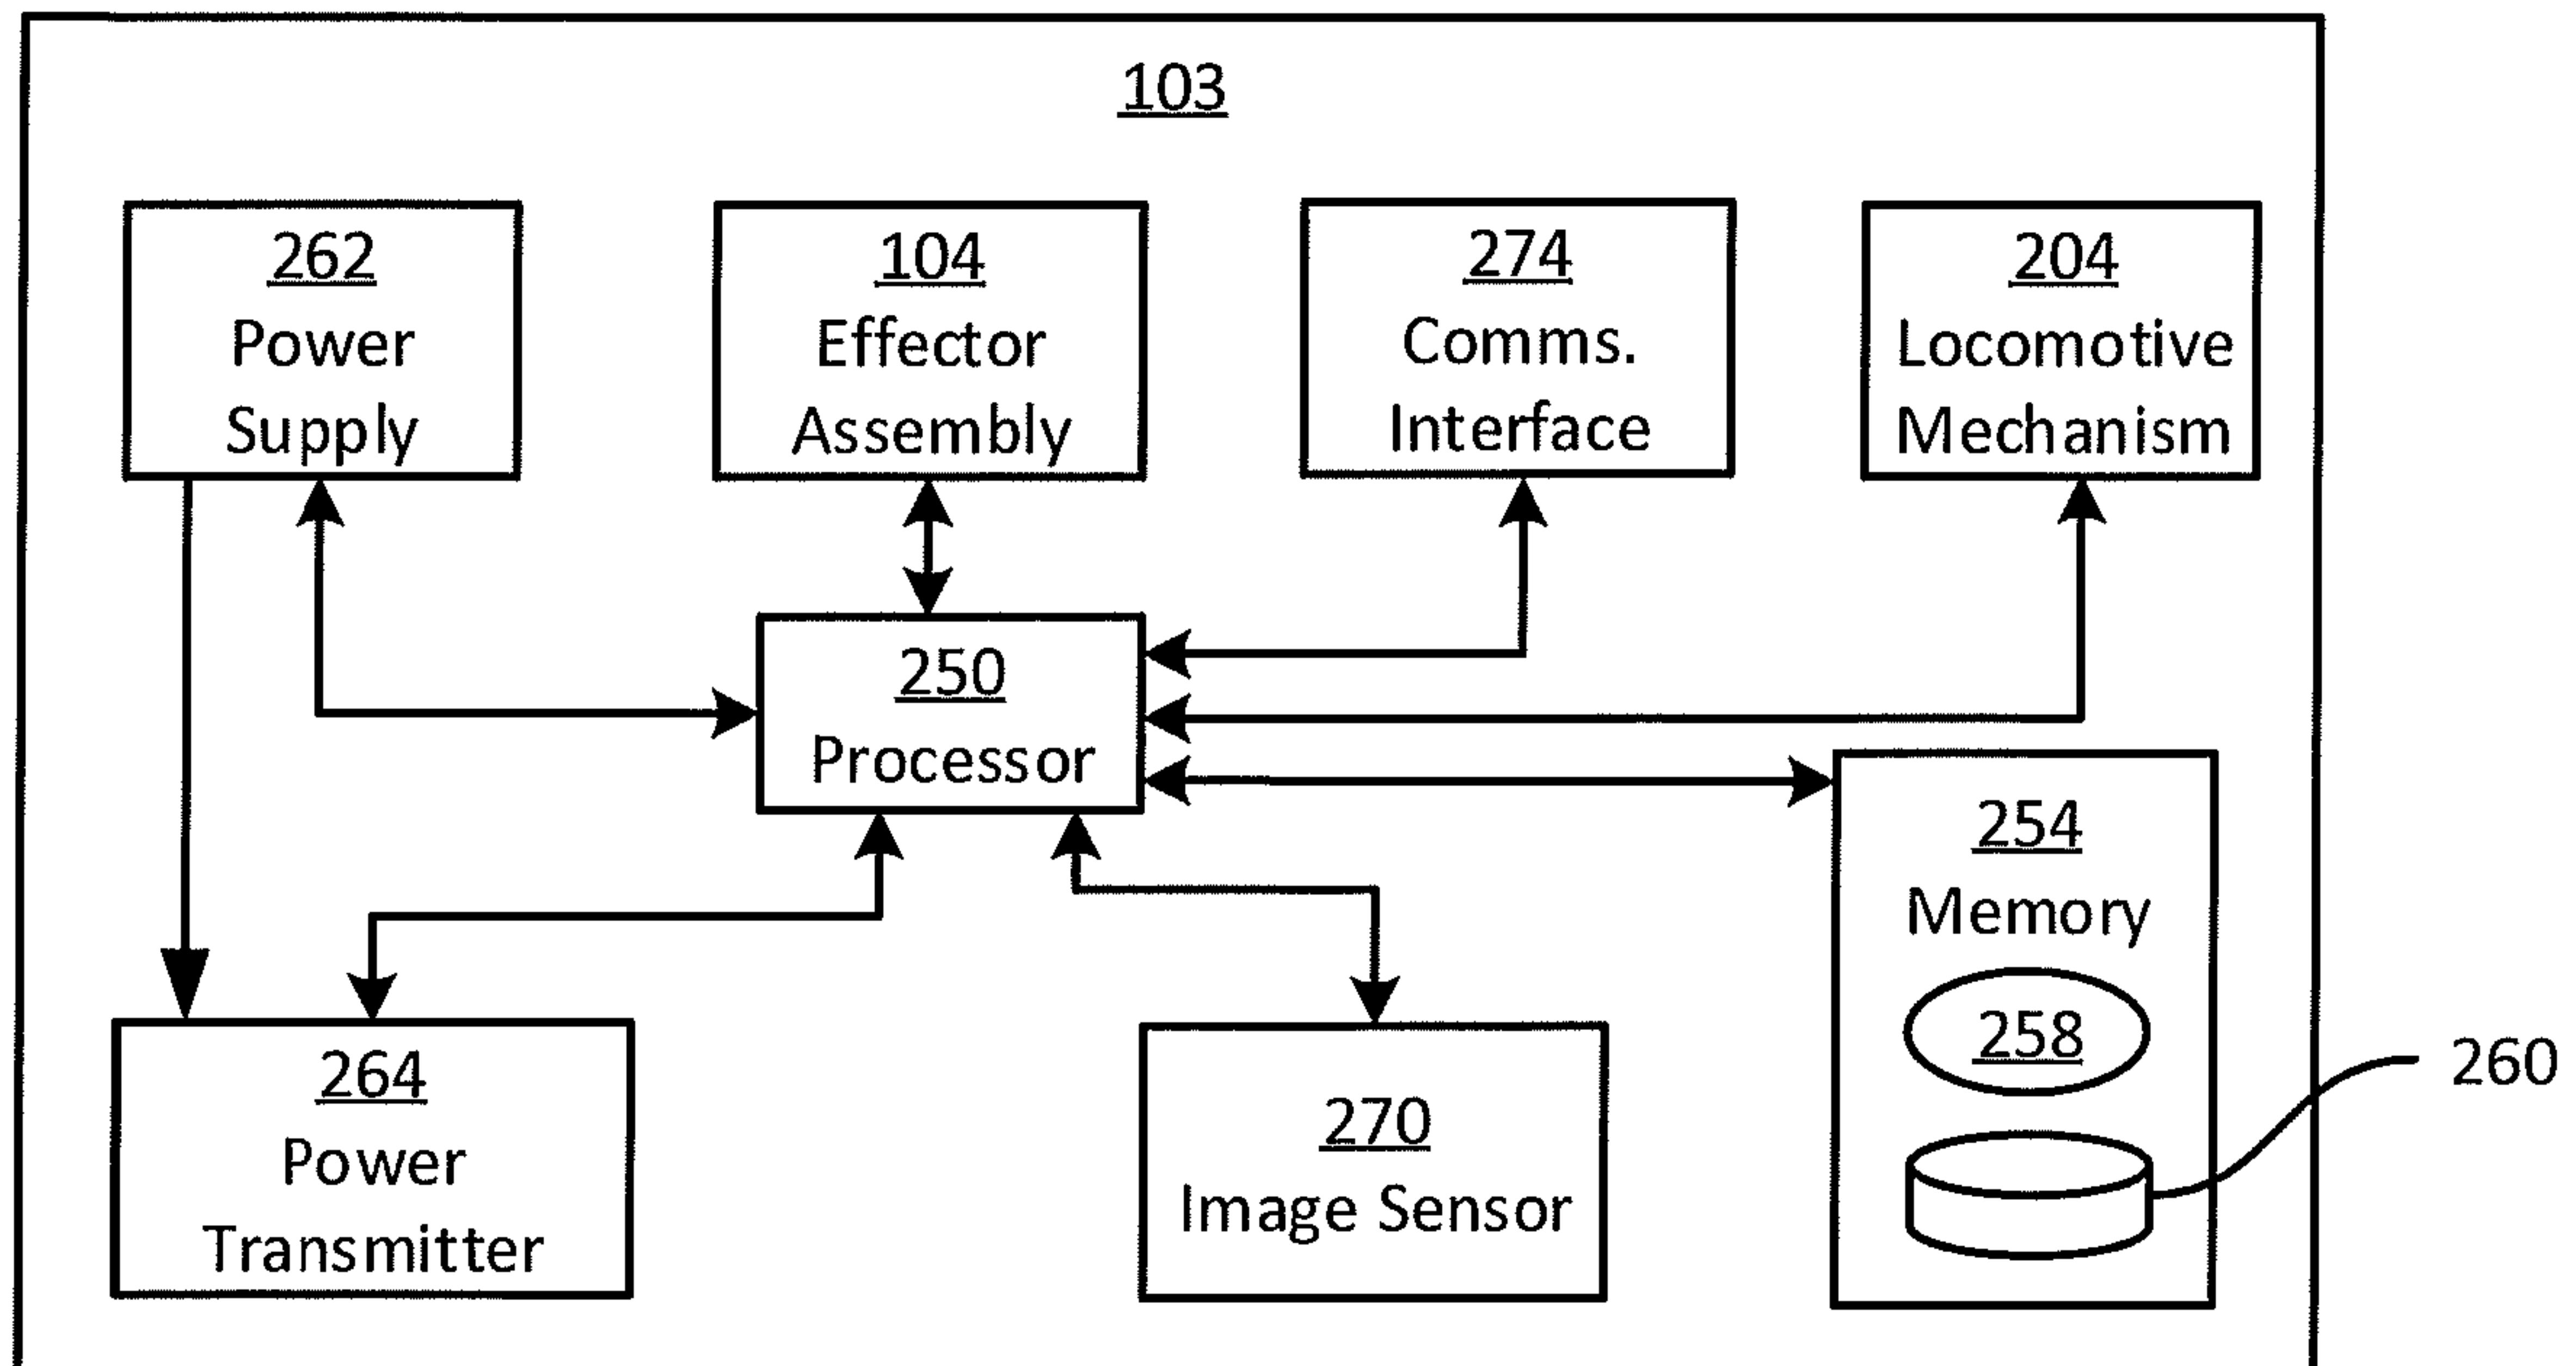 103
262
Power
Supply
104
Effector
Assembly
274
Comms.
Interface
204
Locomotive
Mechanism
250
Processor
254
Memory
258
260
264
Power
Transmitter
270
Image Sensor